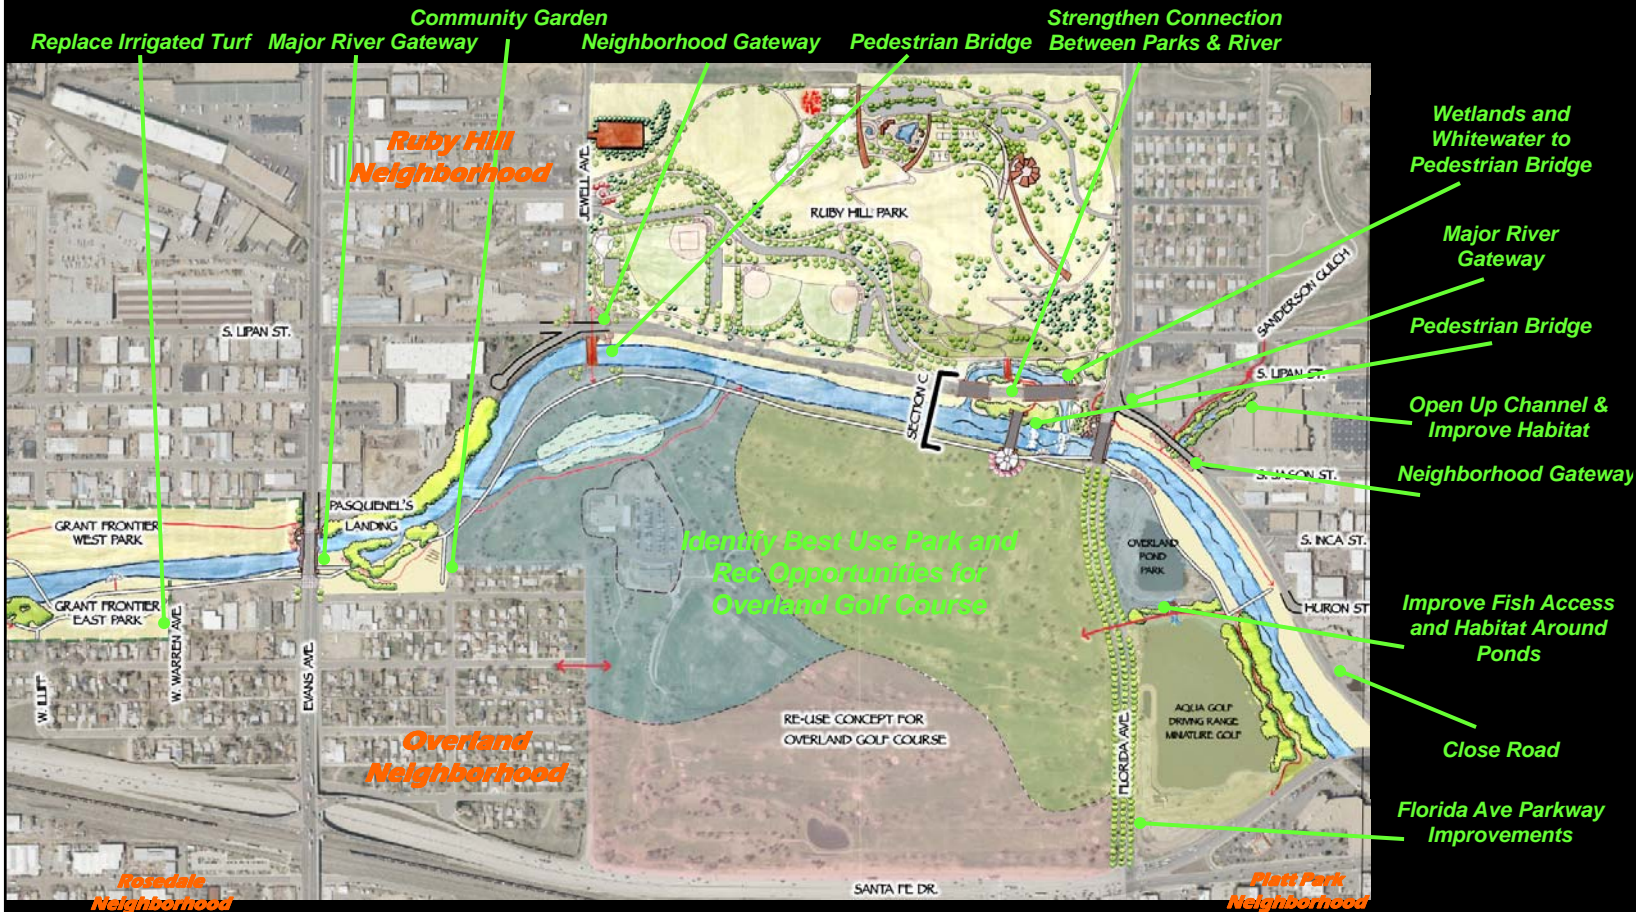 Community Garden
Strengthen Connection
Between Parks & River
Replace Irrigated Turf
Major River Gateway
Neighborhood Gateway
Pedestrian Bridge
Wetlands and
Whitewater to
Pedestrian Bridge
Ruby Hill
Neighborhood
JEWELL AVE.
RUBY HILL PARK
Major River
Gateway
SANDERSON GULCH
S. LIPAN ST.
Pedestrian Bridge
S. LIPAN ST.
SECTION C
Open Up Channel &
Improve Habitat
Neighborhood Gateway
S. JASON ST.
PASQUENEL'S
LANDING
GRANT FRONTIER
WEST PARK
Identify Best Use Park and
Rec Opportunities for
Overland Golf Course
OVERLAND
POND
PARK
S. INCA ST.
GRANT FRONTIER
EAST PARK
HURON ST
Improve Fish Access
and Habitat Around
Ponds
W. ILIFF
W. WARREN AVE.
EVANS AVE.
RE-USE CONCEPT FOR
OVERLAND GOLF COURSE
FLORIDA AVE.
AQUA GOLF
DRIVING RANGE
MINATURE GOLF
Close Road
Overland
Neighborhood
Florida Ave Parkway
Improvements
SANTA FE DR.
Rosedale
Neighborhood
Platt Park
Neighborhood